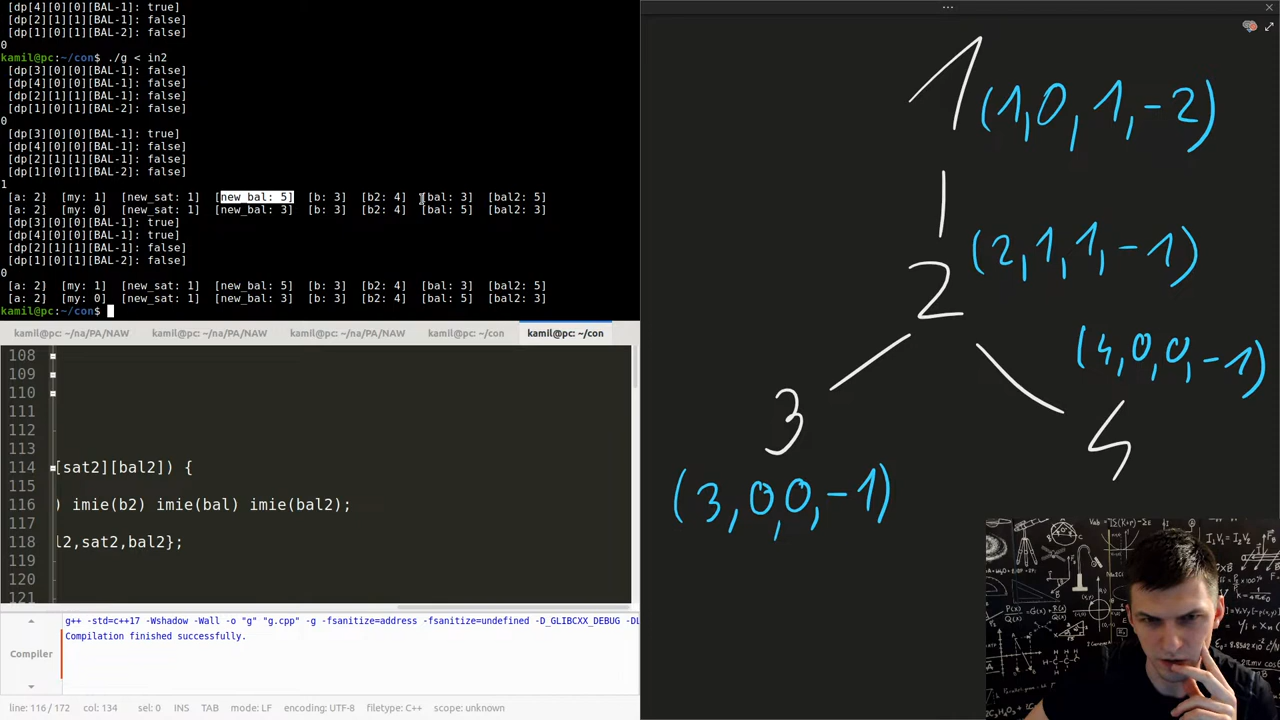 [dp[4][0][0][BAL-1]: true]
[dp[2][1][1][BAL-1]: false]
[dp[1][0][1][BAL-2]: false]
0
kamil@pc:~/con$ ./g < in2
[dp[3][0][0][BAL-1]: false]
[dp[4][0][0][BAL-1]: false]
[dp[2][1][1][BAL-1]: false]
[dp[1][0][1][BAL-2]: false]
0
[dp[3][0][0][BAL-1]: true]
[dp[4][0][0][BAL-1]: false]
[dp[2][1][1][BAL-1]: false]
[dp[1][0][1][BAL-2]: false]
1
[a: 2] [my: 1] [new_sat: 1] [new_bal: 5] [b: 3] [b2: 4] [bal: 3] [bal2: 5]
[a: 2] [my: 0] [new_sat: 1] [new_bal: 3] [b: 3] [b2: 4] [bal: 5] [bal2: 3]
[dp[3][0][0][BAL-1]: true]
[dp[4][0][0][BAL-1]: true]
[dp[2][1][1][BAL-1]: false]
[dp[1][0][1][BAL-2]: false]
0
[a: 2] [my: 1] [new_sat: 1] [new_bal: 5] [b: 3] [b2: 4] [bal: 3] [bal2: 5]
[a: 2] [my: 0] [new_sat: 1] [new_bal: 3] [b: 3] [b2: 4] [bal: 5] [bal2: 3]
kamil@pc:~/con$
kamil@pc: ~/na/PA/NAW kamil@pc: ~/na/PA/NAW kamil@pc: ~/na/PA/NAW kamil@pc: ~/con kamil@pc: ~/con
108
109
110
111
112
113
114 [sat2][bal2]) {
115
116 ) imie(b2) imie(bal) imie(bal2);
117
118 l2,sat2,bal2};
119
120
121
g++ -std=c++17 -Wshadow -Wall -o "g" "g.cpp" -g -fsanitize=address -fsanitize=undefined -D_GLIBCXX_DEBUG -DL
Compilation finished successfully.
Compiler
line: 116 / 172 col: 134 sel: 0 INS TAB mode: LF encoding: UTF-8 filetype: C++ scope: unknown
1 (1,0,1,-2)
2 (2,1,1,-1)
(4,0,0,-1)
3 4
(3,0,0,-1)